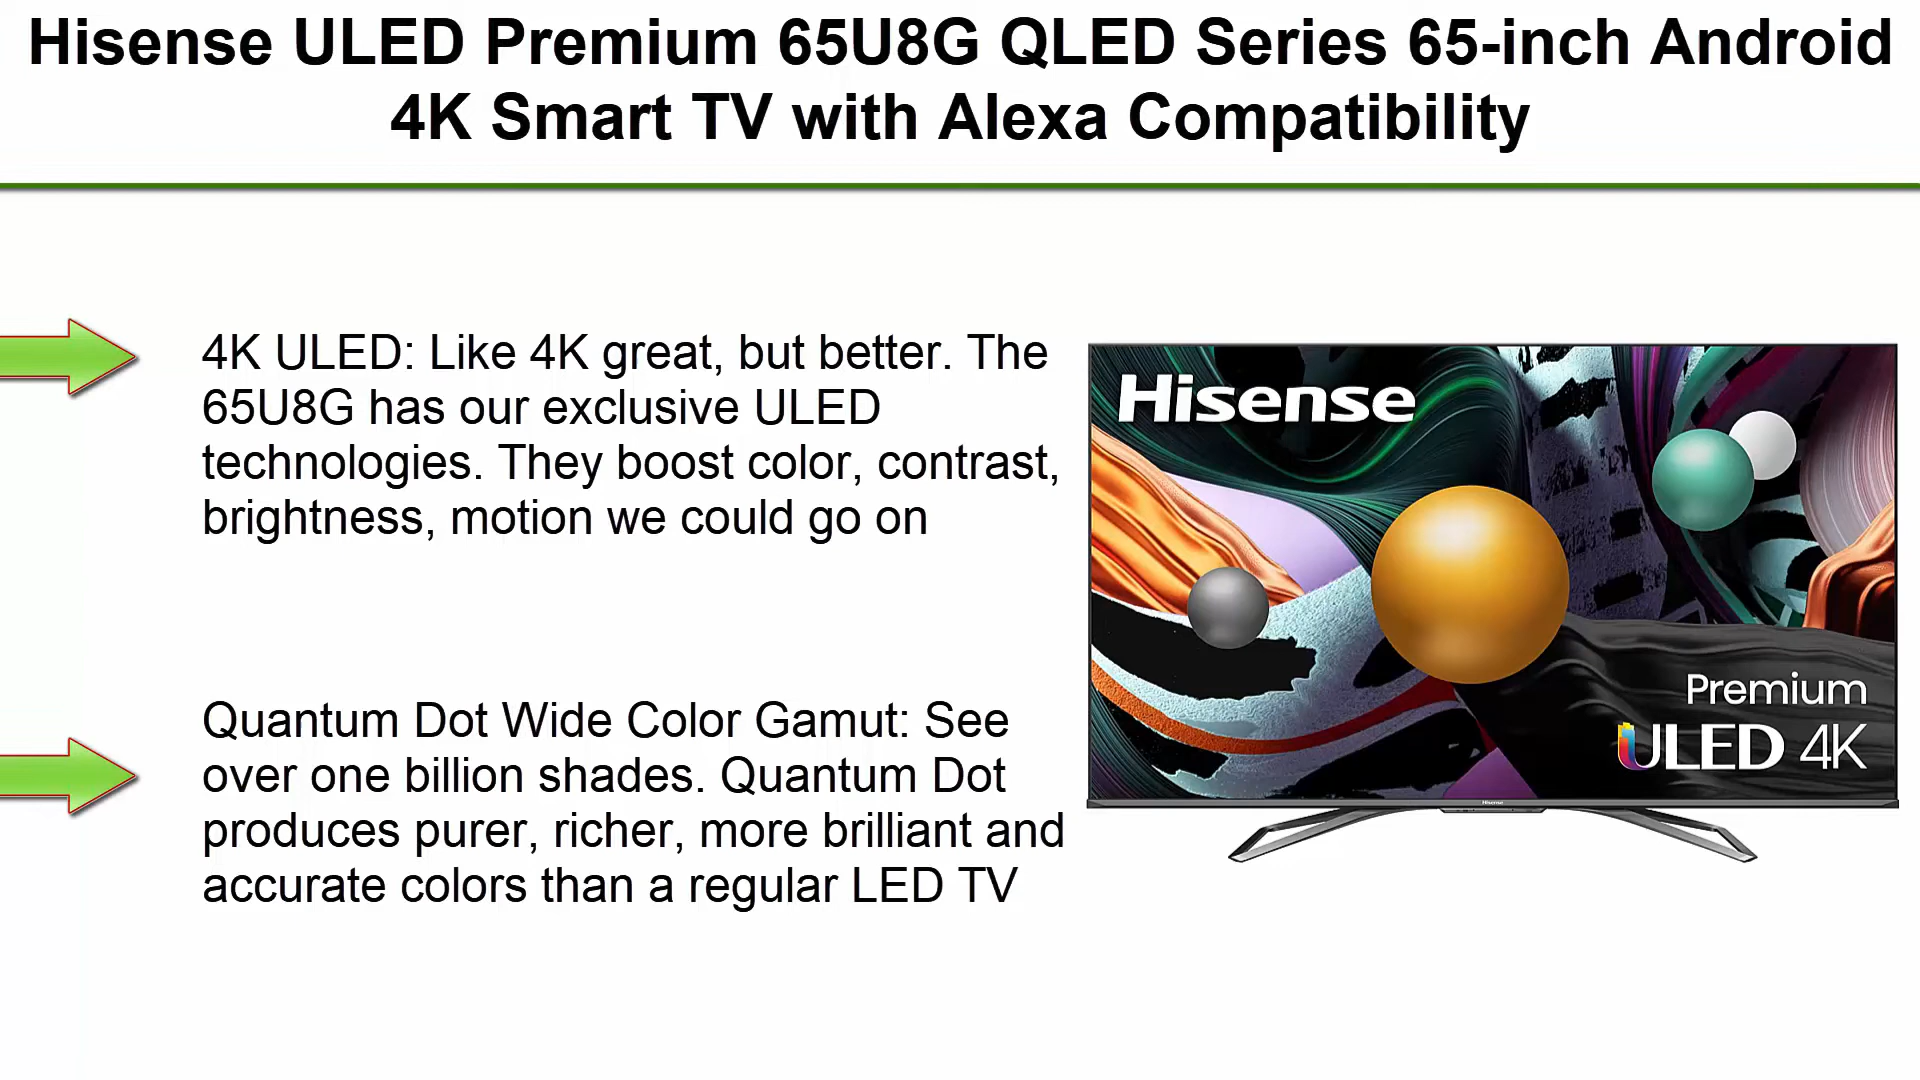 Hisense ULED Premium 65U8G QLED Series 65-inch Android
4K Smart TV with Alexa Compatibility
4K ULED: Like 4K great, but better. The
65U8G has our exclusive ULED
technologies. They boost color, contrast,
brightness, motion we could go on
Quantum Dot Wide Color Gamut: See
over one billion shades. Quantum Dot
produces purer, richer, more brilliant and
accurate colors than a regular LED TV
Hisense
Premium
ULED 4K
Hisense